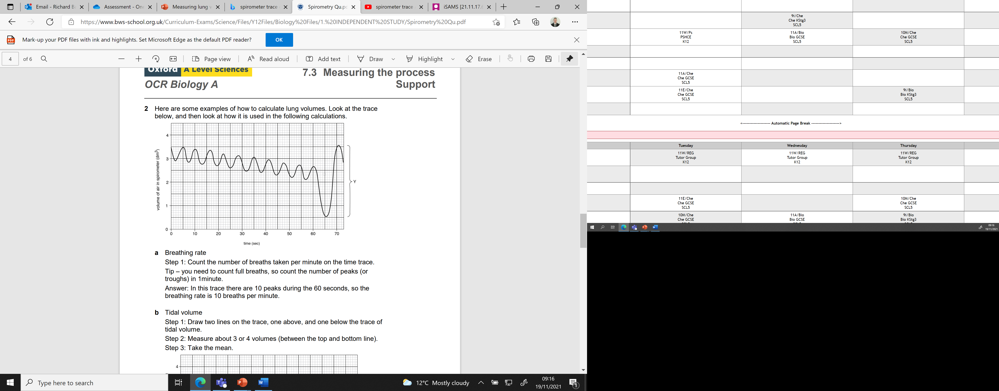 Email - Richard B
Assessment - On
Measuring lung v
spirometer trace
Spirometry Qu.pd
spirometer trace
iSAMS [21.11.17.6
https://www.bws-school.org.uk/Curriculum-Exams/Science/Files/Y12Files/Biology%20Files/1.%20INDEPENDENT%20STUDY/Spirometry%20Qu.pdf
PDF
Mark-up your PDF files with ink and highlights. Set Microsoft Edge as the default PDF reader?
OK
4 of 6
Page view
Read aloud
Add text
Draw
Highlight
Erase
Oxford A Level Sciences
OCR Biology A
7.3 Measuring the process
Support
2 Here are some examples of how to calculate lung volumes. Look at the trace
below, and then look at how it is used in the following calculations.
volume of air in spirometer (dm3)
4
3
2
1
0
0 10 20 30 40 50 60 70
time (sec)
Y
a Breathing rate
Step 1: Count the number of breaths taken per minute on the time trace.
Tip – you need to count full breaths, so count the number of peaks (or
troughs) in 1minute.
Answer: In this trace there are 10 peaks during the 60 seconds, so the
breathing rate is 10 breaths per minute.
b Tidal volume
Step 1: Draw two lines on the trace, one above, and one below the trace of
tidal volume.
Step 2: Measure about 3 or 4 volumes (between the top and bottom line).
Step 3: Take the mean.
4
Type here to search
12°C Mostly cloudy
09:16
19/11/2021
1
9i/Che
Che KStg3
SCL5
11W/Ps
PSHCE
K12
11A/Bio
Bio GCSE
SCL5
10M/Che
Che GCSE
SCL5
11A/Che
Che GCSE
SCL5
11E/Che
Che GCSE
SCL5
9i/Bio
Bio KStg3
SCL5
<------------------- Automatic Page Break ------------------->
Tuesday
Wednesday
Thursday
11W/REG
Tutor Group
K12
11W/REG
Tutor Group
K12
11W/REG
Tutor Group
K12
11E/Che
Che GCSE
SCL5
10M/Che
Che GCSE
SCL5
10M/Che
Che GCSE
11A/Bio
Bio GCSE
9i/Bio
Bio KStg3
09:16
19/11/2021